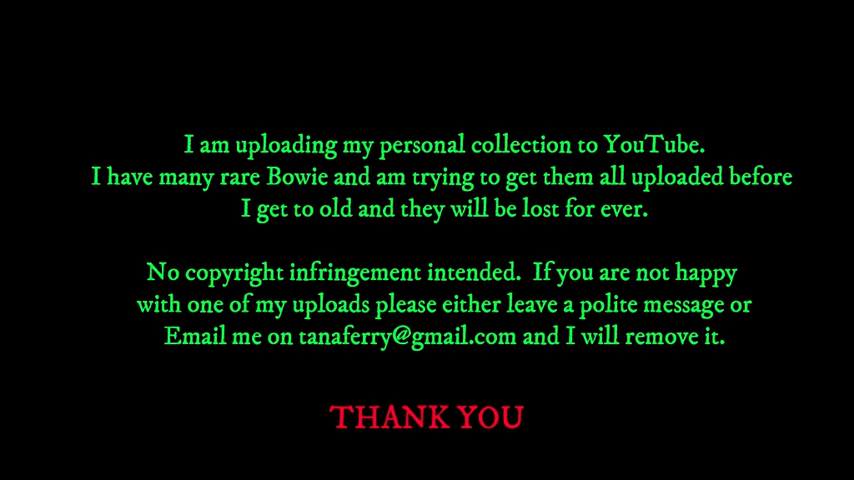 I am uploading my personal collection to YouTube.
I have many rare Bowie and am trying to get them all uploaded before
I get to old and they will be lost for ever.
No copyright infringement intended. If you are not happy
with one of my uploads please either leave a polite message or
Email me on tanaferry@gmail.com and I will remove it.
THANK YOU